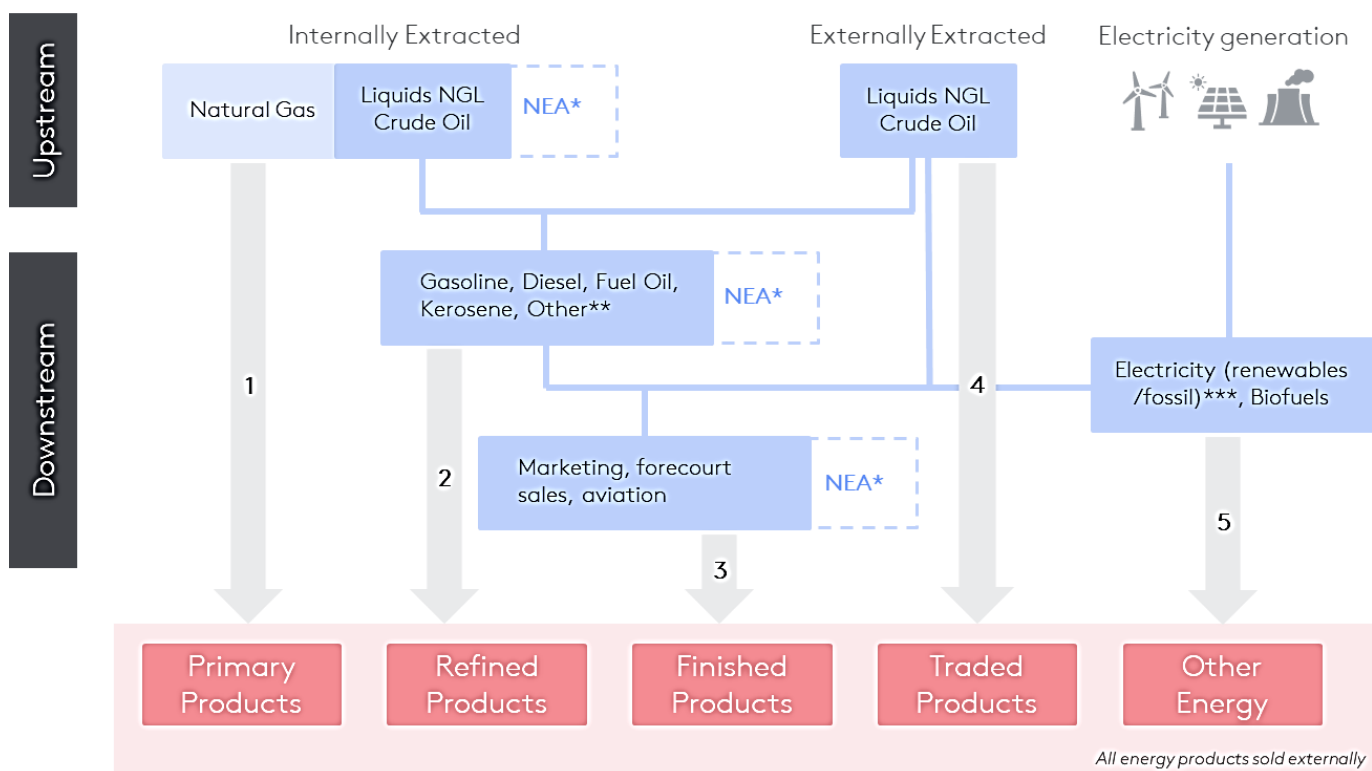 Upstream
Internally Extracted
Externally Extracted
Electricity generation
Natural Gas
Liquids NGL
Crude Oil
NEA*
Liquids NGL
Crude Oil
Downstream
Gasoline, Diesel, Fuel Oil,
Kerosene, Other**
NEA*
1
4
Electricity (renewables
/fossil)***, Biofuels
2
Marketing, forecourt
sales, aviation
NEA*
3
5
Primary
Products
Refined
Products
Finished
Products
Traded
Products
Other
Energy
All energy products sold externally